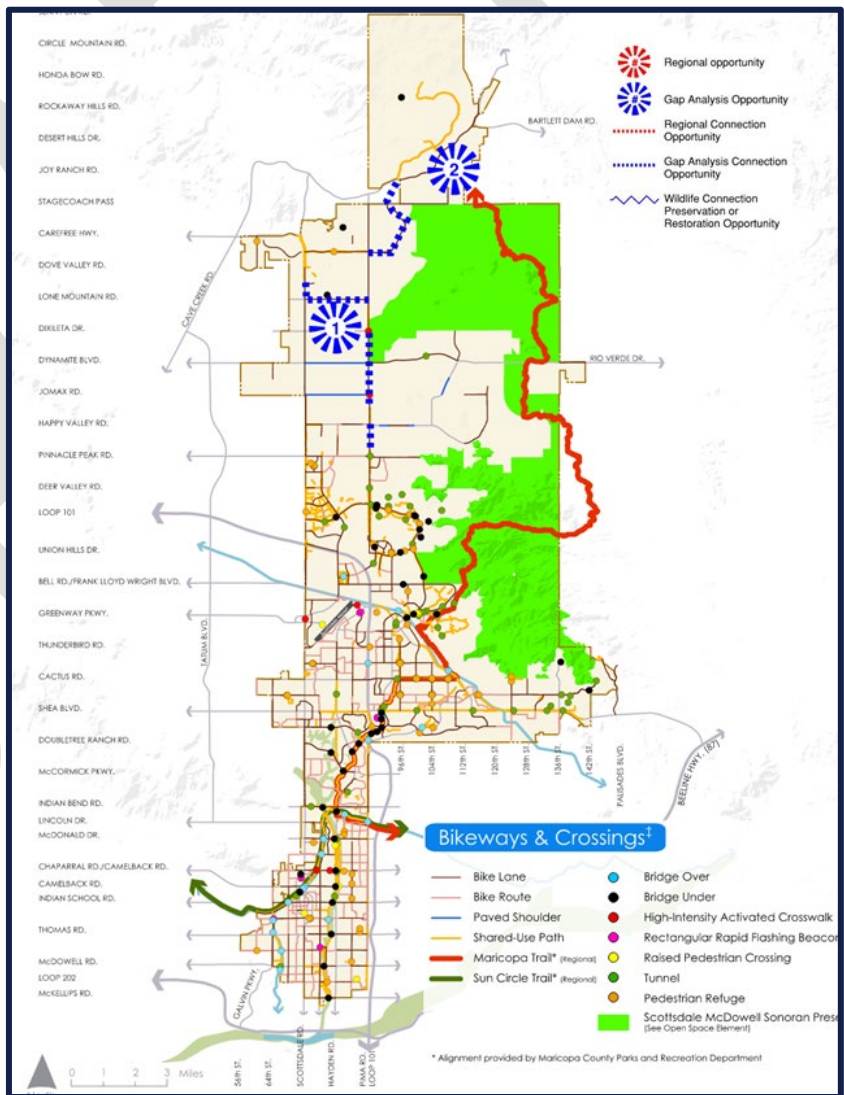 CIRCLE MOUNTAIN RD.
HONDA BOW RD.
ROCKAWAY HILLS RD.
DESERT HILLS DR.
JOY RANCH RD.
STAGECOACH PASS
CAREFREE HWY.
DOVE VALLEY RD.
LONE MOUNTAIN RD.
DIXILETA DR.
DYNAMITE BLVD.
JOMAX RD.
HAPPY VALLEY RD.
PINNACLE PEAK RD.
DEER VALLEY RD.
LOOP 101
UNION HILLS DR.
BELL RD./FRANK LLOYD WRIGHT BLVD.
GREENWAY PKWY.
THUNDERBIRD RD.
CACTUS RD.
SHEA BLVD.
DOUBLETREE RANCH RD.
McCORMICK PKWY.
INDIAN BEND RD.
LINCOLN DR.
McDONALD DR.
CHAPARRAL RD./CAMELBACK RD.
CAMELBACK RD.
INDIAN SCHOOL RD.
THOMAS RD.
McDOWELL RD.
LOOP 202
McKELLIPS RD.
CAVE CREEK RD.
TATUM BLVD.
BARTLETT DAM RD.
RIO VERDE DR.
1
2
#
Regional opportunity
#
Gap Analysis Opportunity
Regional Connection
Opportunity
Gap Analysis Connection
Opportunity
Wildlife Connection
Preservation or
Restoration Opportunity
96th ST.
104th ST.
112th ST.
120th ST.
128th ST.
136th ST.
142th ST.
PALISADES BLVD.
BEELINE HWY. (87)
GALVIN PKWY.
56th ST.
64th ST.
SCOTTSDALE RD.
HAYDEN RD.
PIMA RD.
LOOP 101
Bikeways & Crossings‡
Bike Lane
Bike Route
Paved Shoulder
Shared-Use Path
Maricopa Trail* (Regional)
Sun Circle Trail* (Regional)
Bridge Over
Bridge Under
High-Intensity Activated Crosswalk
Rectangular Rapid Flashing Beacon
Raised Pedestrian Crossing
Tunnel
Pedestrian Refuge
Scottsdale McDowell Sonoran Prese
(See Open Space Element)
* Alignment provided by Maricopa County Parks and Recreation Department
0 1 2 3 Miles